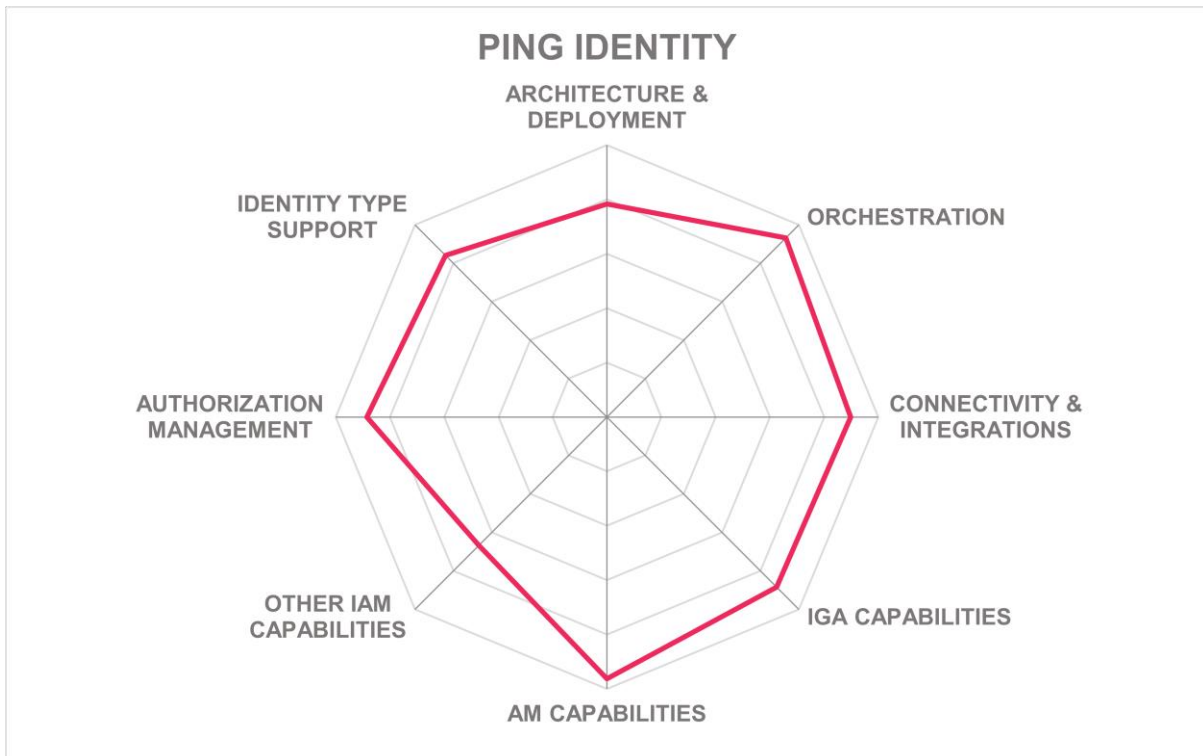 PING IDENTITY
ARCHITECTURE &
DEPLOYMENT
IDENTITY TYPE
SUPPORT
ORCHESTRATION
AUTHORIZATION
MANAGEMENT
CONNECTIVITY &
INTEGRATIONS
OTHER IAM
CAPABILITIES
IGA CAPABILITIES
AM CAPABILITIES